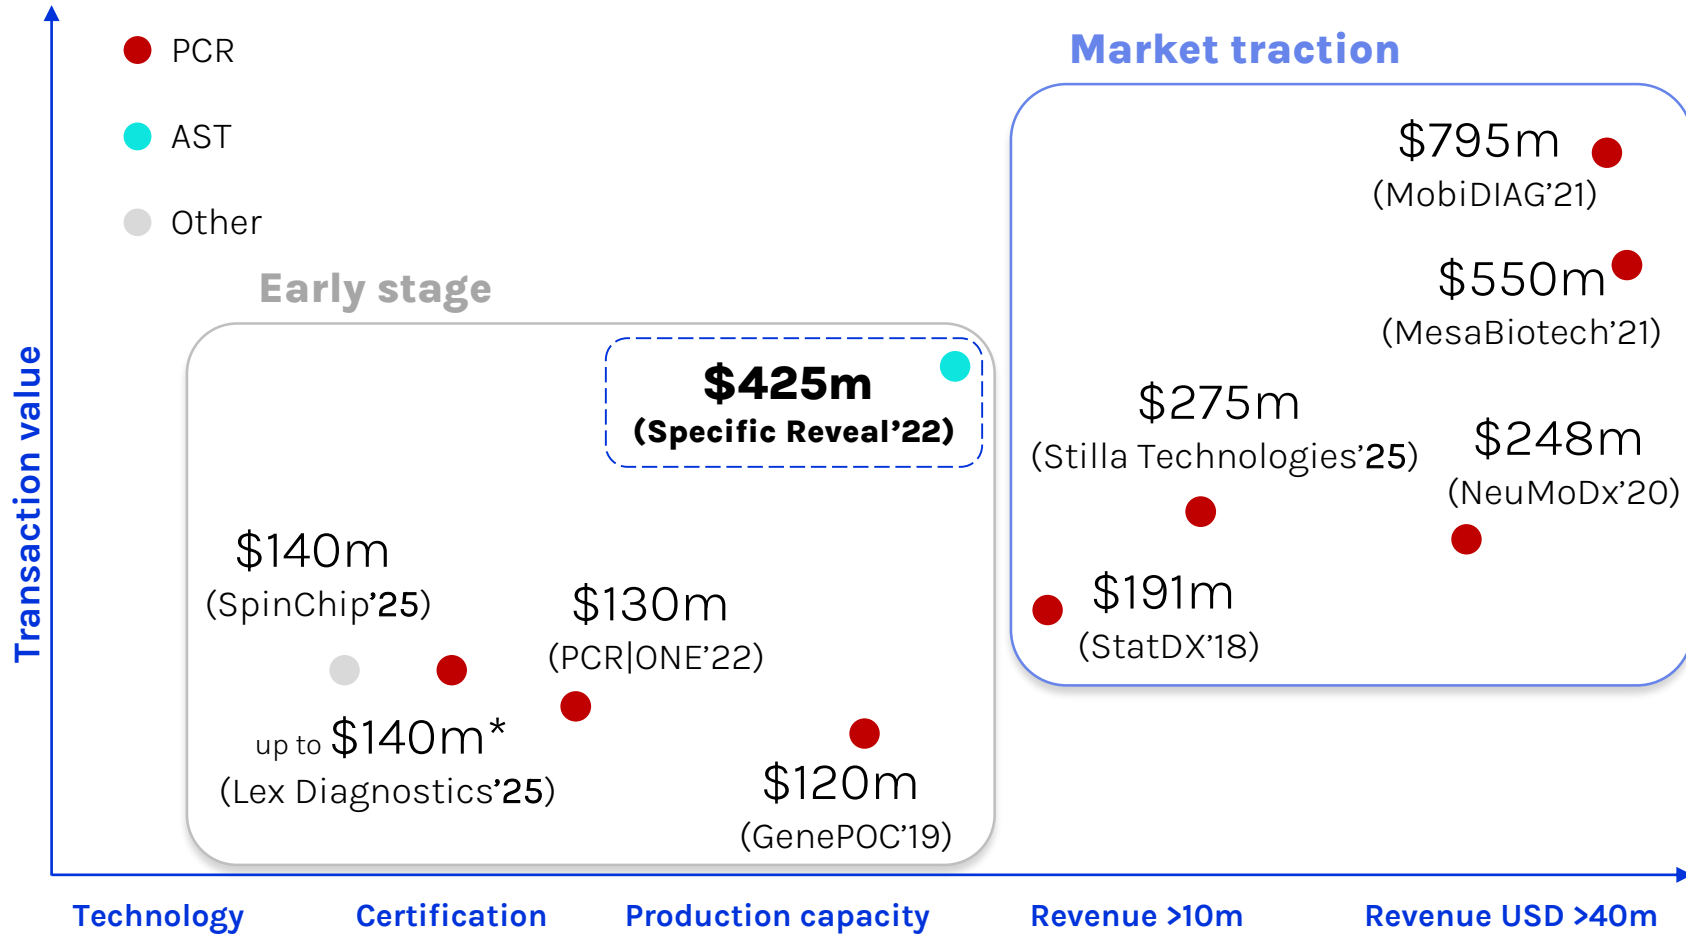 PCR
AST
Other
Market traction
$795m
(MobiDIAG’21)
$550m
(MesaBiotech’21)
Early stage
$425m
(Specific Reveal’22)
$275m
(Stilla Technologies’25)
$248m
(NeuMoDx’20)
$191m
(StatDX’18)
$140m
(SpinChip’25)
$130m
(PCR|ONE’22)
up to $140m*
(Lex Diagnostics’25)
$120m
(GenePOC’19)
Transaction value
Technology
Certification
Production capacity
Revenue >10m
Revenue USD >40m